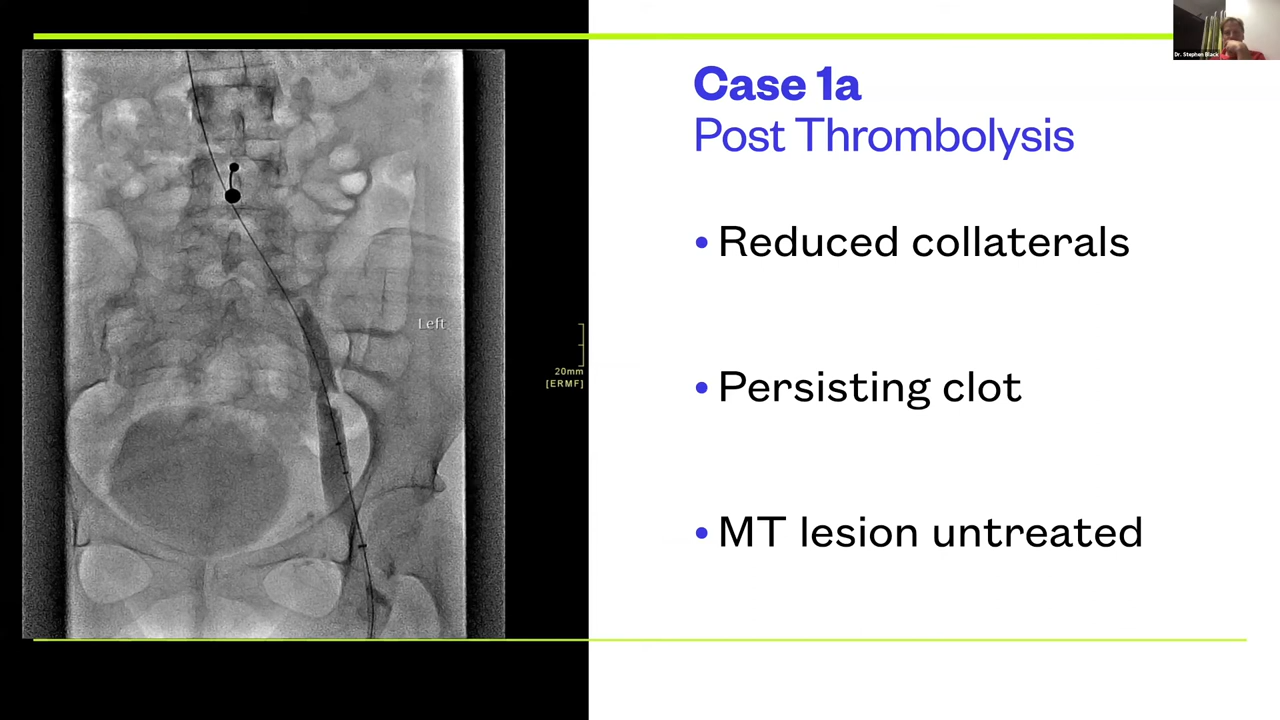 Dr. Stephen Black
Case 1a
Post Thrombolysis
• Reduced collaterals
Left
20mm
[ERMF]
• Persisting clot
• MT lesion untreated